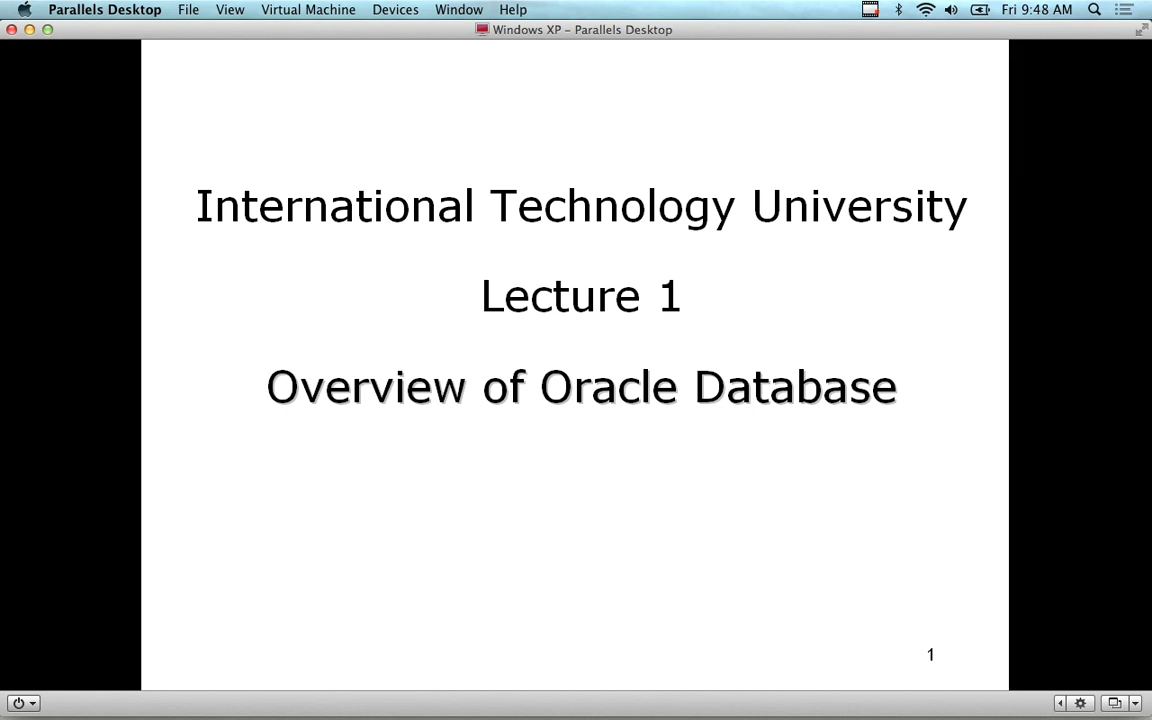 Parallels Desktop File View Virtual Machine Devices Window Help Fri 9:48 AM
Windows XP – Parallels Desktop
International Technology University
Lecture 1
Overview of Oracle Database
1